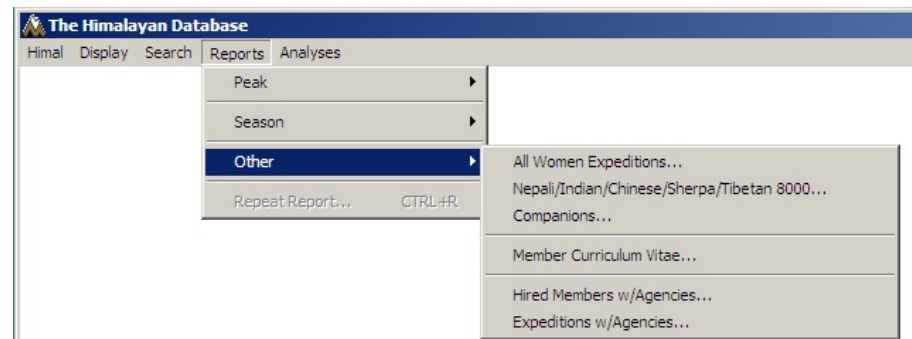 The Himalayan Database
Himal Display Search Reports Analyses
Peak
Season
Other
Repeat Report... CTRL+R
All Women Expeditions...
Nepali/Indian/Chinese/Sherpa/Tibetan 8000...
Companions...
Member Curriculum Vitae...
Hired Members w/Agencies...
Expeditions w/Agencies...